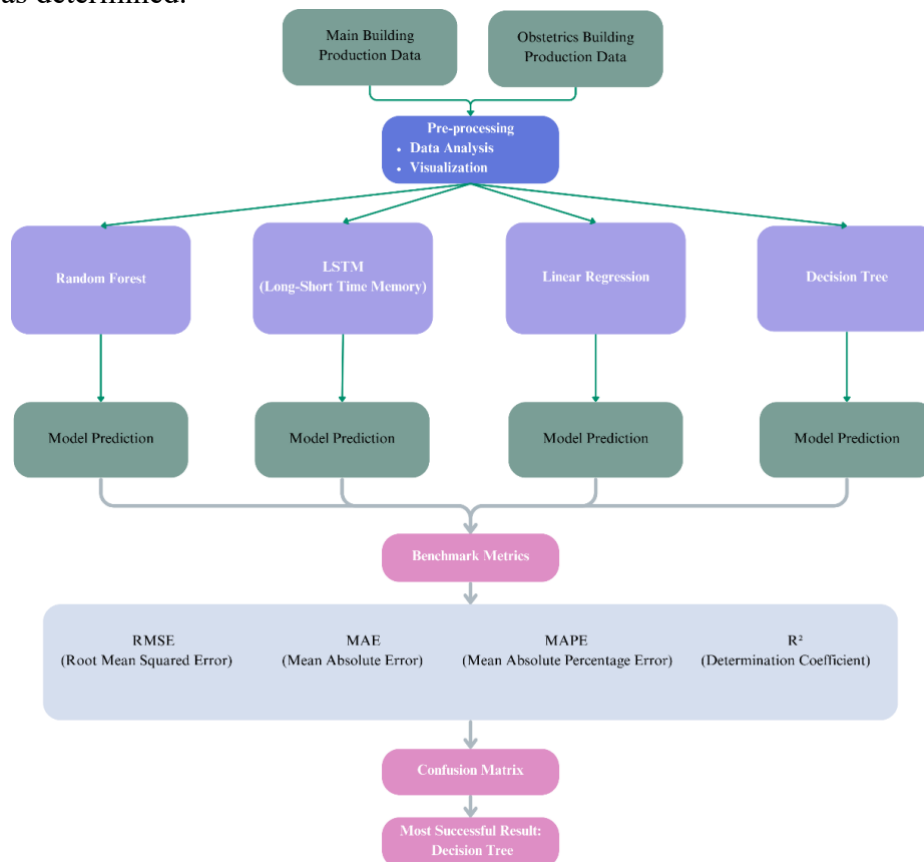 as determined.
Main Building
Production Data
Obstetrics Building
Production Data
Pre-processing
• Data Analysis
• Visualization
Random Forest
LSTM
(Long-Short Time Memory)
Linear Regression
Decision Tree
Model Prediction
Model Prediction
Model Prediction
Model Prediction
Benchmark Metrics
RMSE
(Root Mean Squared Error)
MAE
(Mean Absolute Error)
MAPE
(Mean Absolute Percentage Error)
R²
(Determination Coefficient)
Confusion Matrix
Most Successful Result:
Decision Tree